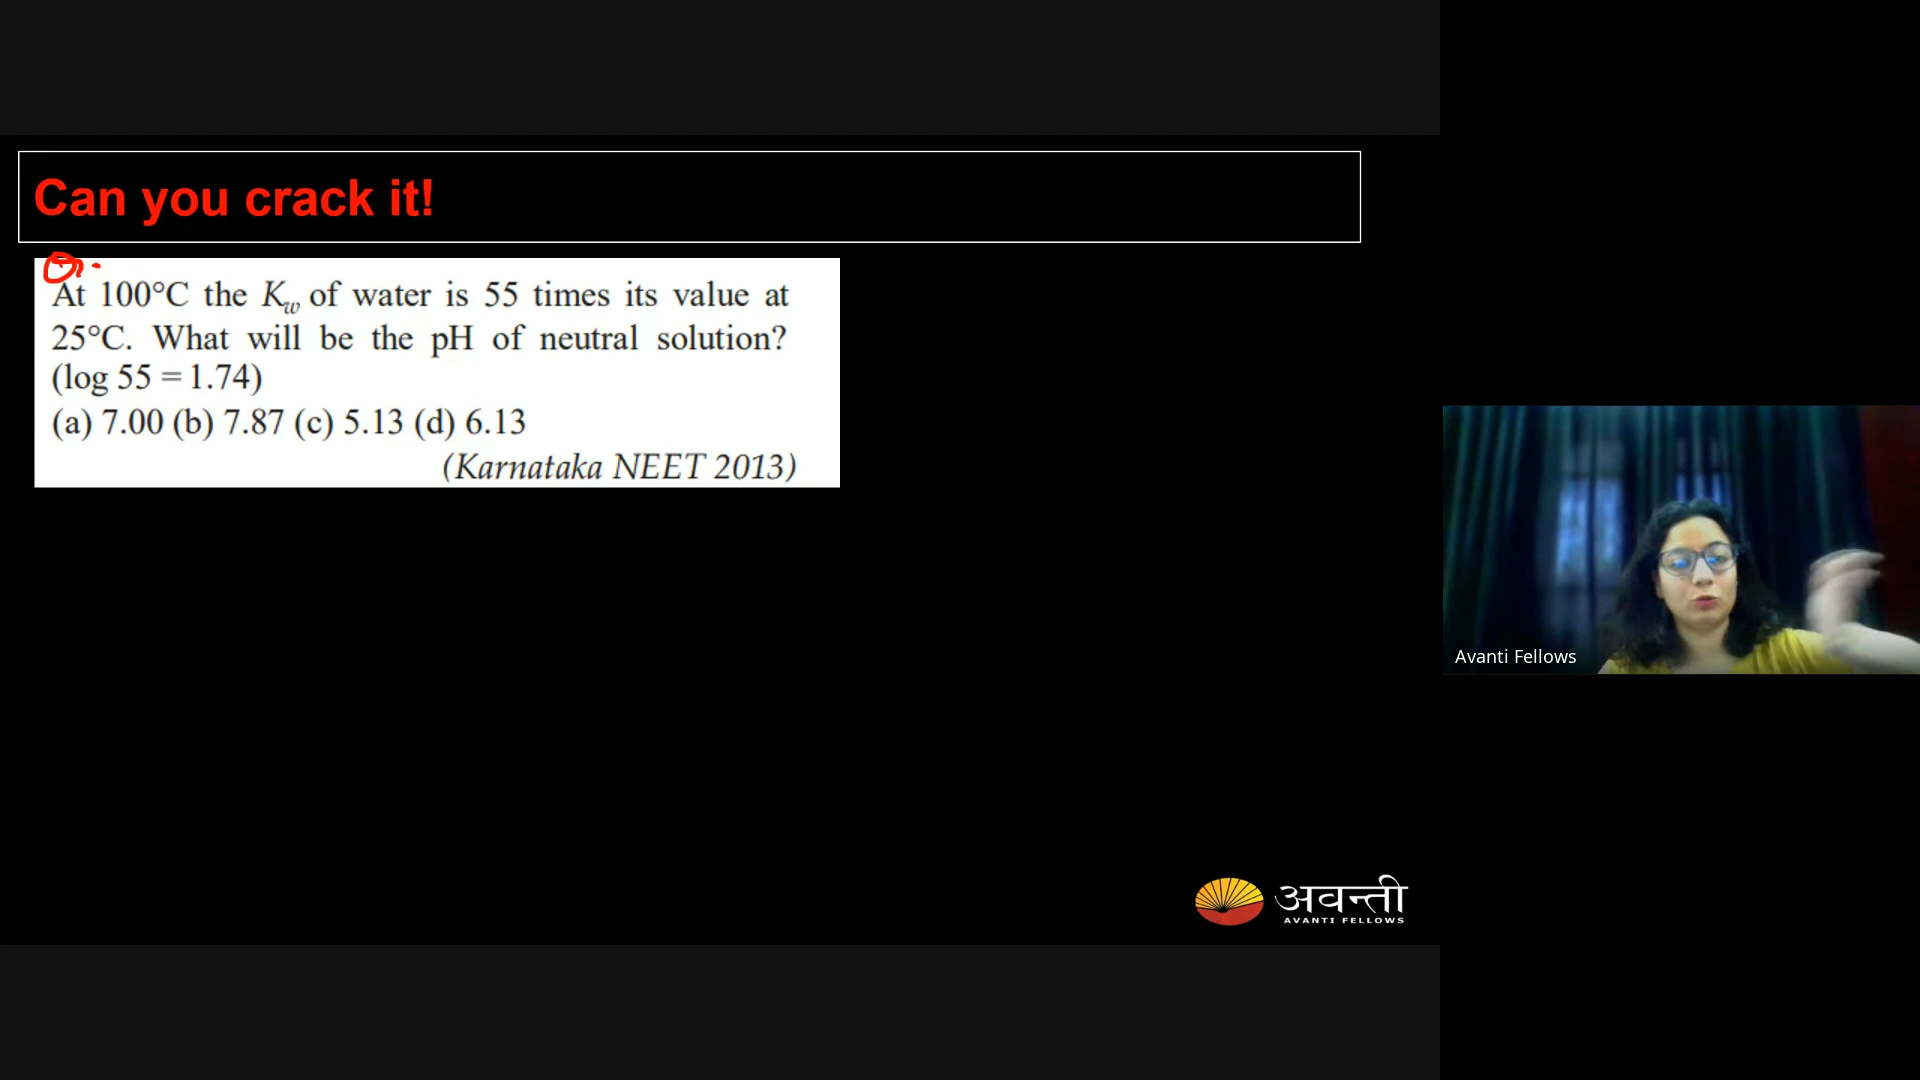 Can you crack it!
Q.
At 100°C the Kw of water is 55 times its value at
25°C. What will be the pH of neutral solution?
(log 55 = 1.74)
(a) 7.00 (b) 7.87 (c) 5.13 (d) 6.13
(Karnataka NEET 2013)
Avanti Fellows
अवन्ती
AVANTI FELLOWS